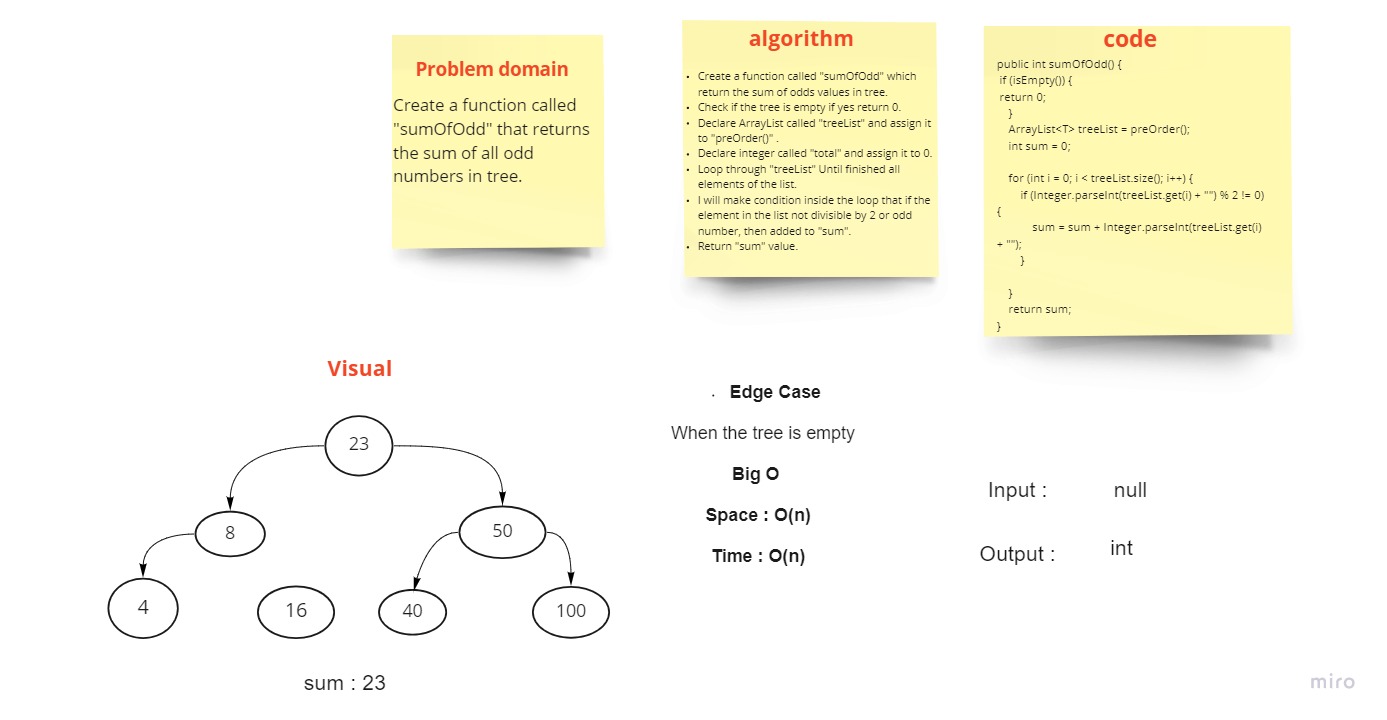 Problem domain
Create a function called
"sumOfOdd" that returns
the sum of all odd
numbers in tree.
algorithm
• Create a function called "sumOfOdd" which
return the sum of odds values in tree.
• Check if the tree is empty if yes return 0.
• Declare ArrayList called "treeList" and assign it
to "preOrder()" .
• Declare integer called "total" and assign it to 0.
• Loop through "treeList" Until finished all
elements of the list.
• I will make condition inside the loop that if the
element in the list not divisible by 2 or odd
number, then added to "sum".
• Return "sum" value.
code
public int sumOfOdd() {
if (isEmpty()) {
return 0;
}
ArrayList<T> treeList = preOrder();
int sum = 0;
for (int i = 0; i < treeList.size(); i++) {
if (Integer.parseInt(treeList.get(i) + "") % 2 != 0)
{
sum = sum + Integer.parseInt(treeList.get(i)
+ "");
}
}
return sum;
}
Visual
23
8
50
4
16
40
100
sum : 23
. Edge Case
When the tree is empty
Big O
Space : O(n)
Time : O(n)
Input : null
Output : int
miro